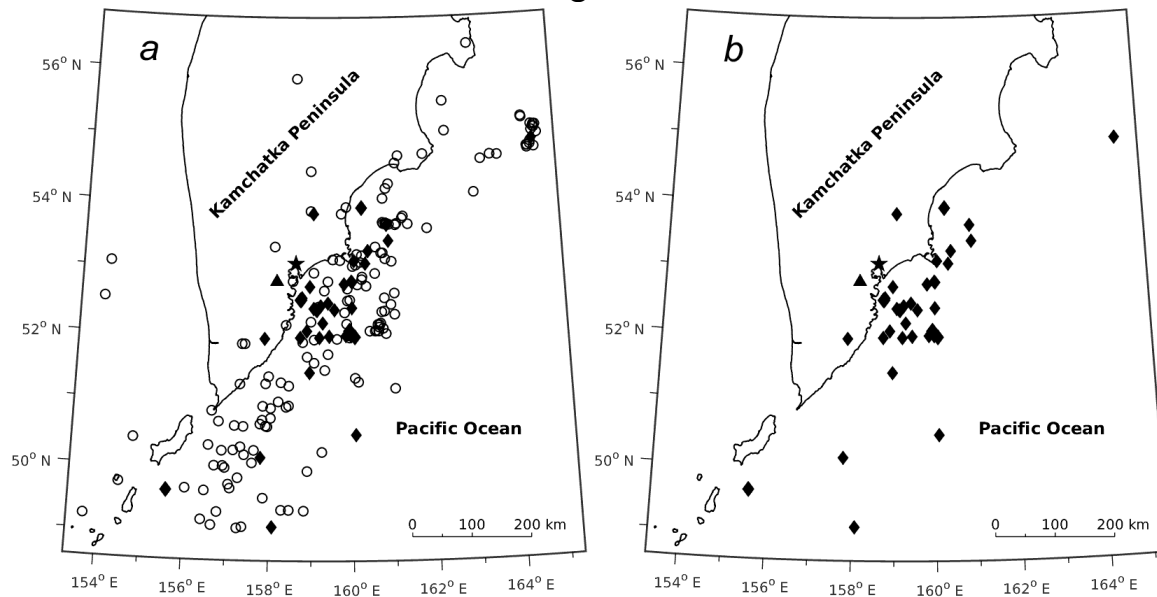 a
56° N
54° N
52° N
50° N
Kamchatka Peninsula
Pacific Ocean
0 100 200 km
154° E 156° E 158° E 160° E 162° E 164° E
b
56° N
54° N
52° N
50° N
Kamchatka Peninsula
Pacific Ocean
0 100 200 km
154° E 156° E 158° E 160° E 162° E 164° E